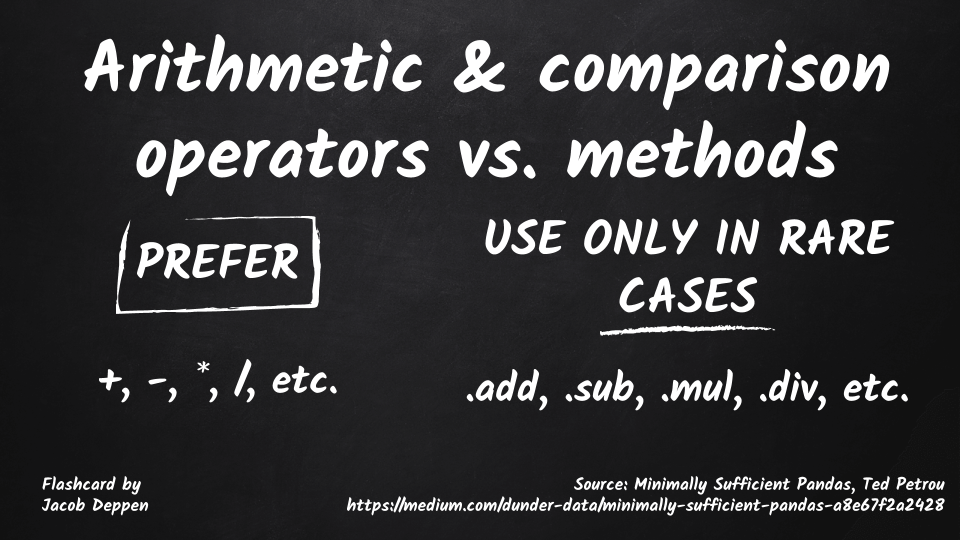 Arithmetic & comparison
operators vs. methods
PREFER
USE ONLY IN RARE
CASES
+, -, *, /, etc.
.add, .sub, .mul, .div, etc.
Flashcard by
Jacob Deppen
Source: Minimally Sufficient Pandas, Ted Petrou
https://medium.com/dunder-data/minimally-sufficient-pandas-a8e67f2a2428